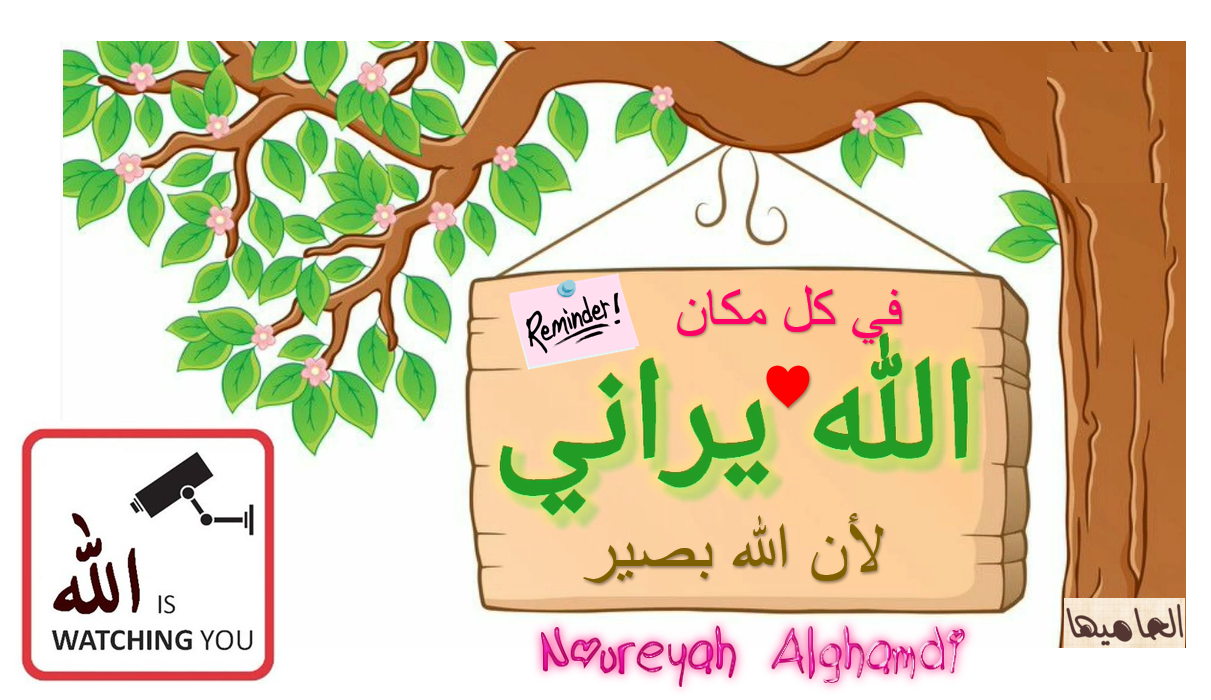 Reminder!
في كل مكان
الله يراني
لأن الله بصير
الله IS
WATCHING YOU
Noureyah Alghamdi